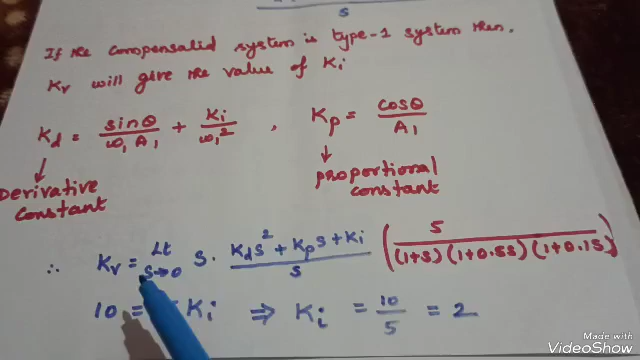 S
If the compensalid system is type-1 system then,
Kv will give the value of Ki
Kd = sinθ / ω1 A1 + Ki / ω1² , Kp = cosθ / A1
Derivative constant
proportional constant
∴ Kv = Lt s→0 S · Kd s² + Kp s + Ki / s ( 5 / (1+s) (1+0.5s) (1+0.1s) )
10 = Ki ⇒ Ki = 10 / 5 = 2
Made with
VideoShow